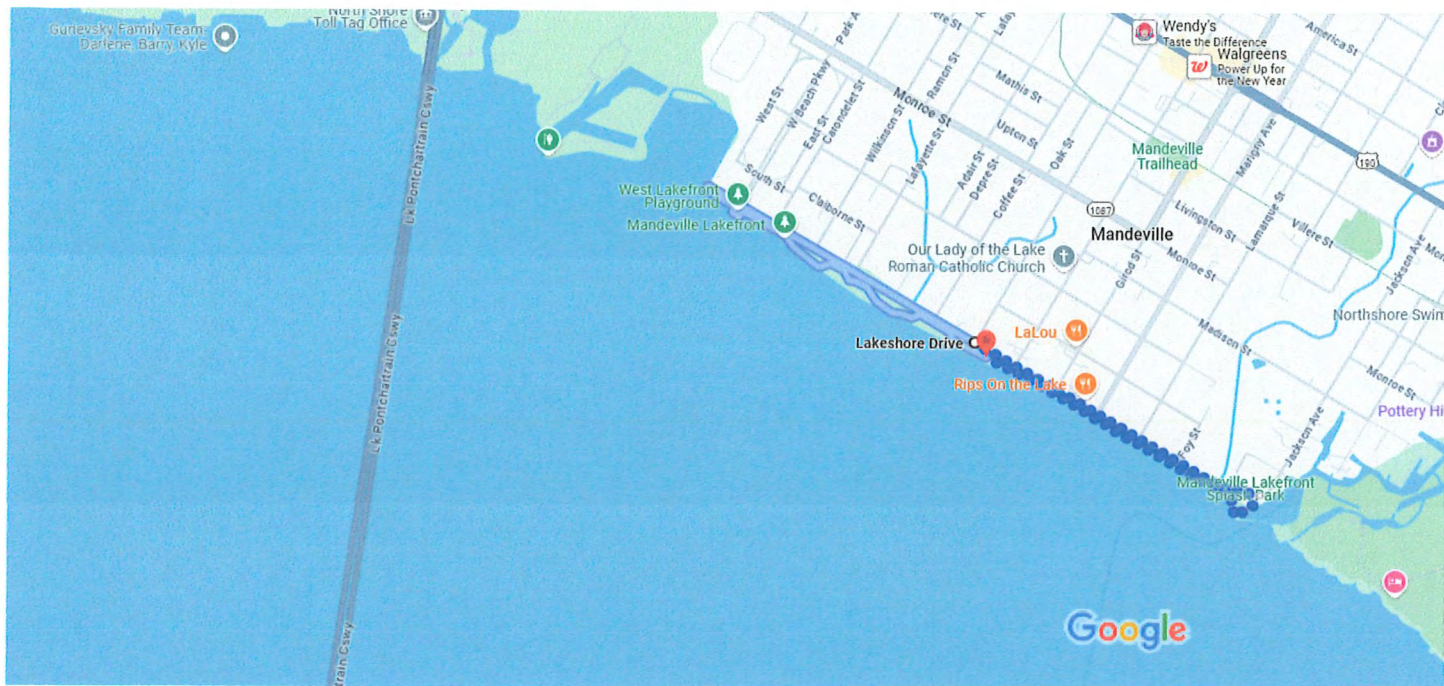 Gurievsky Family Team:
Darlene, Barry, Kyle
North Shore
Toll Tag Office
Lk Pontchartrain Cswy
Lk Pontchartrain Cswy
train Cswy
West St
W Beach Pkwy
Park A
East St
Carondelet St
Wilkinson St
Lafayette St
Ramon St
Monroe St
Mathis St
Upton St
Adair St
Depre St
Coffee St
Oak St
South St
Claiborne St
West Lakefront
Playground
Mandeville Lakefront
Wendy's
Taste the Difference
Walgreens
Power Up for
the New Year
America St
190
Mandeville
Trailhead
Marigny Ave
1087
Mandeville
Livingston St
Lamarque St
Villere St
Monroe St
Girod St
Jackson Ave
Our Lady of the Lake
Roman Catholic Church
Northshore Swim
Lakeshore Drive
LaLou
Rips On the Lake
Madison St
Monroe St
Pottery Hi
Foy St
Jackson Ave
Mandeville Lakefront
Splash Park
Google